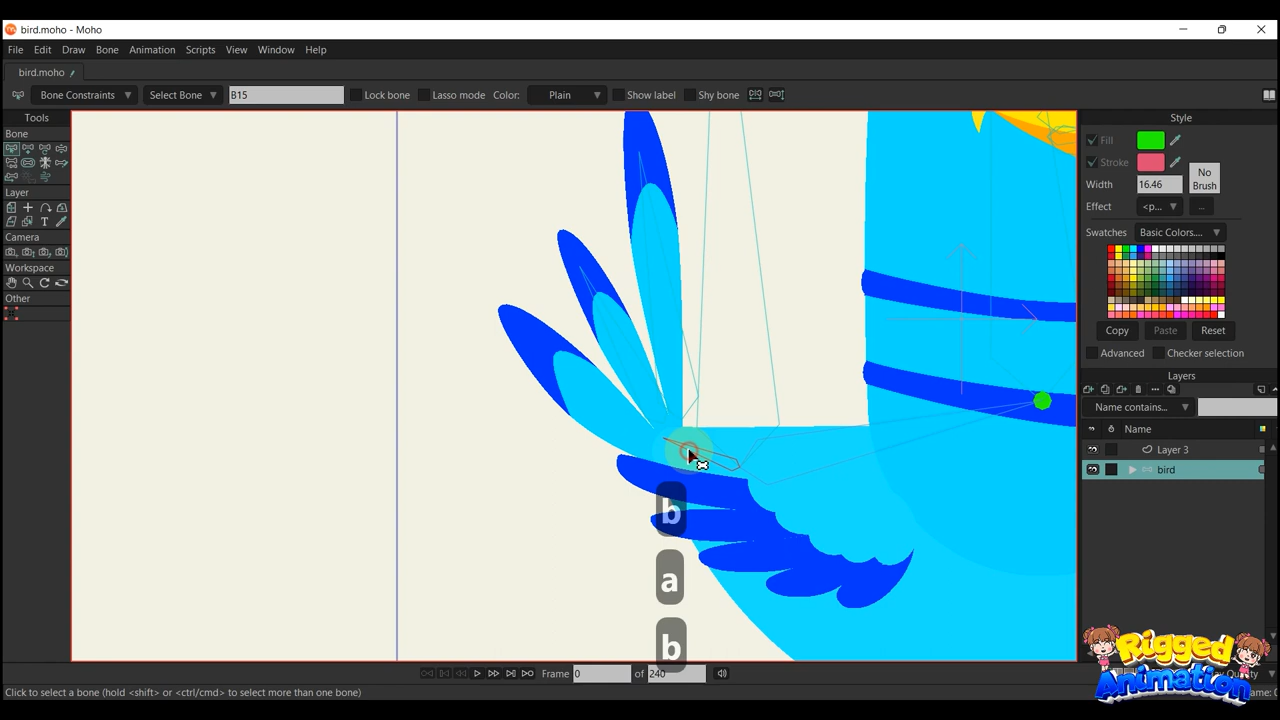 bird.moho - Moho
File Edit Draw Bone Animation Scripts View Window Help
bird.moho
Bone Constraints Select Bone B15 Lock bone Lasso mode Color: Plain Show label Shy bone
Tools
Bone
Layer
Camera
Workspace
Other
Style
Fill
Stroke
Width 16.46
No Brush
Effect <p... ...
Swatches Basic Colors....
Copy Paste Reset
Advanced Checker selection
Layers
Name contains...
Name
Layer 3
bird
b
a
b
Frame 0 of 240
Click to select a bone (hold <shift> or <ctrl/cmd> to select more than one bone)
Rigged
Animation